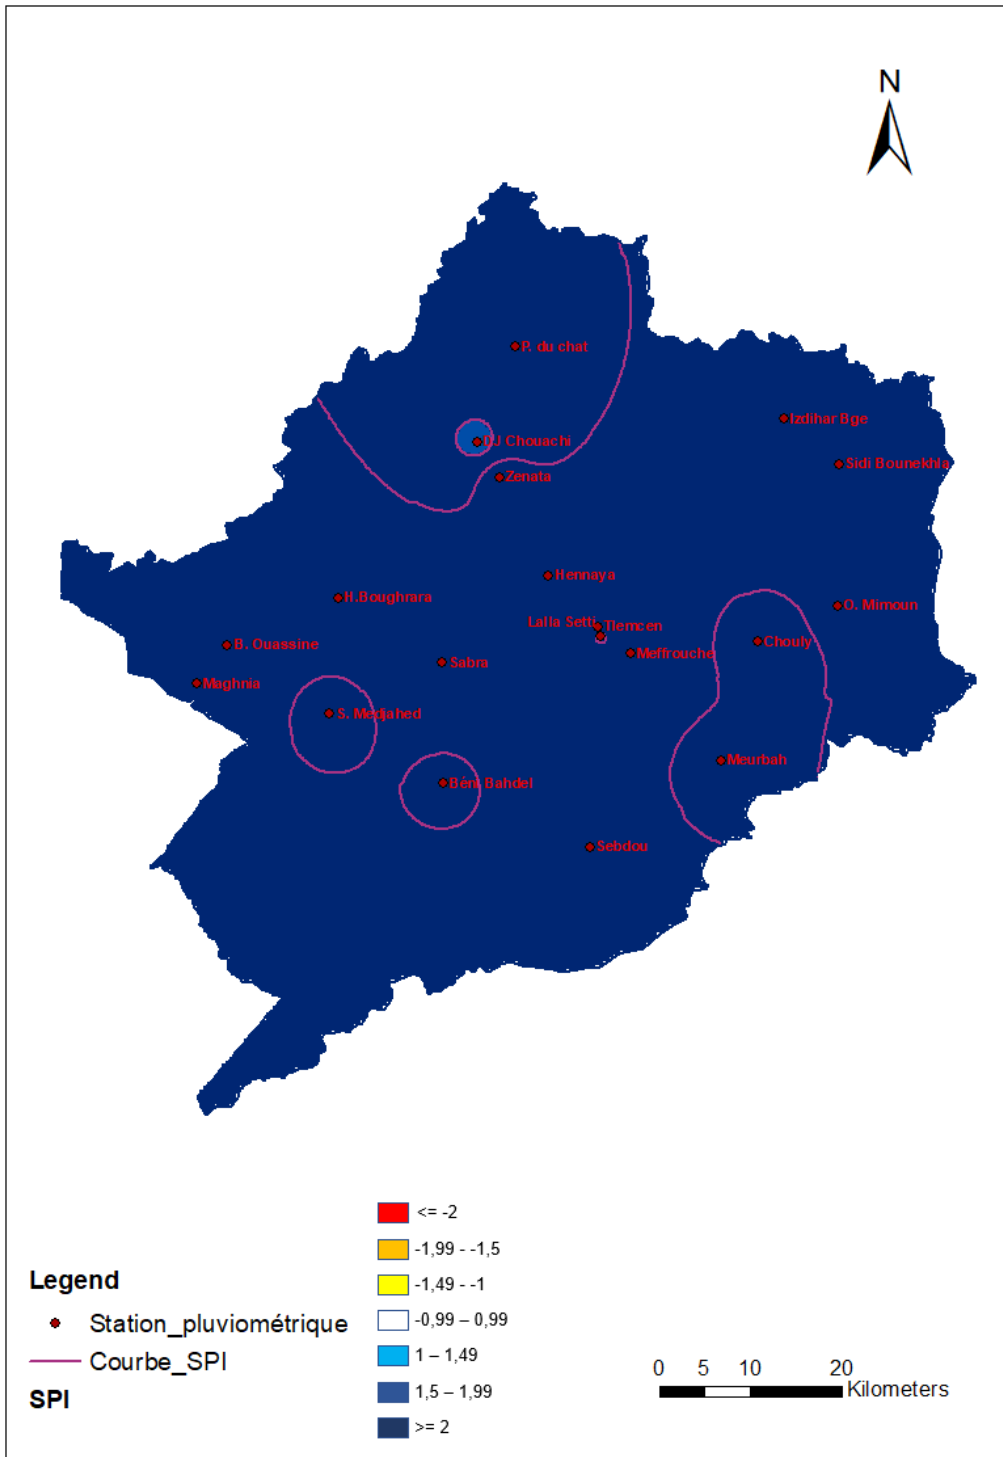 N
P. du chat
Izdihar Bge
DJ Chouachi
Sidi Bounekhla
Zenata
Hennaya
H.Boughrara
O. Mimoun
Lalla Setti
Tlemcen
Chouly
B. Ouassine
Meffrouche
Sabra
Maghnia
S. Medjahed
Meurbah
Béni Bahdel
Sebdou
<= -2
-1,99 - -1,5
Legend
-1,49 - -1
Station_pluviométrique
-0,99 – 0,99
Courbe_SPI
1 – 1,49
SPI
1,5 – 1,99
>= 2
0 5 10 20
Kilometers